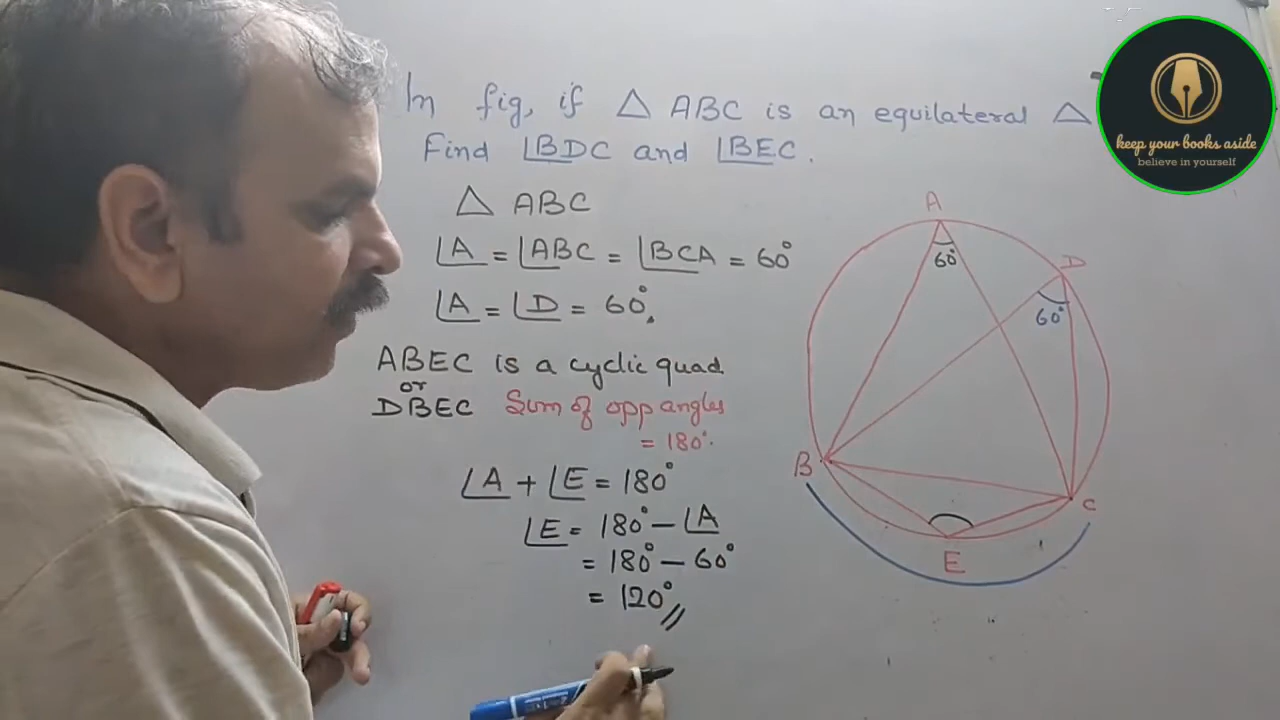 In fig, if △ ABC is an equilateral △
Find ∠BDC and ∠BEC.
△ ABC
∠A = ∠ABC = ∠BCA = 60°
∠A = ∠D = 60°.
ABEC is a cyclic quad
or
DBEC Sum of opp angles
= 180°.
∠A + ∠E = 180°
∠E = 180° – ∠A
= 180° – 60°
= 120° //
A
60°
D
60°
B
C
E
keep your books aside
believe in yourself